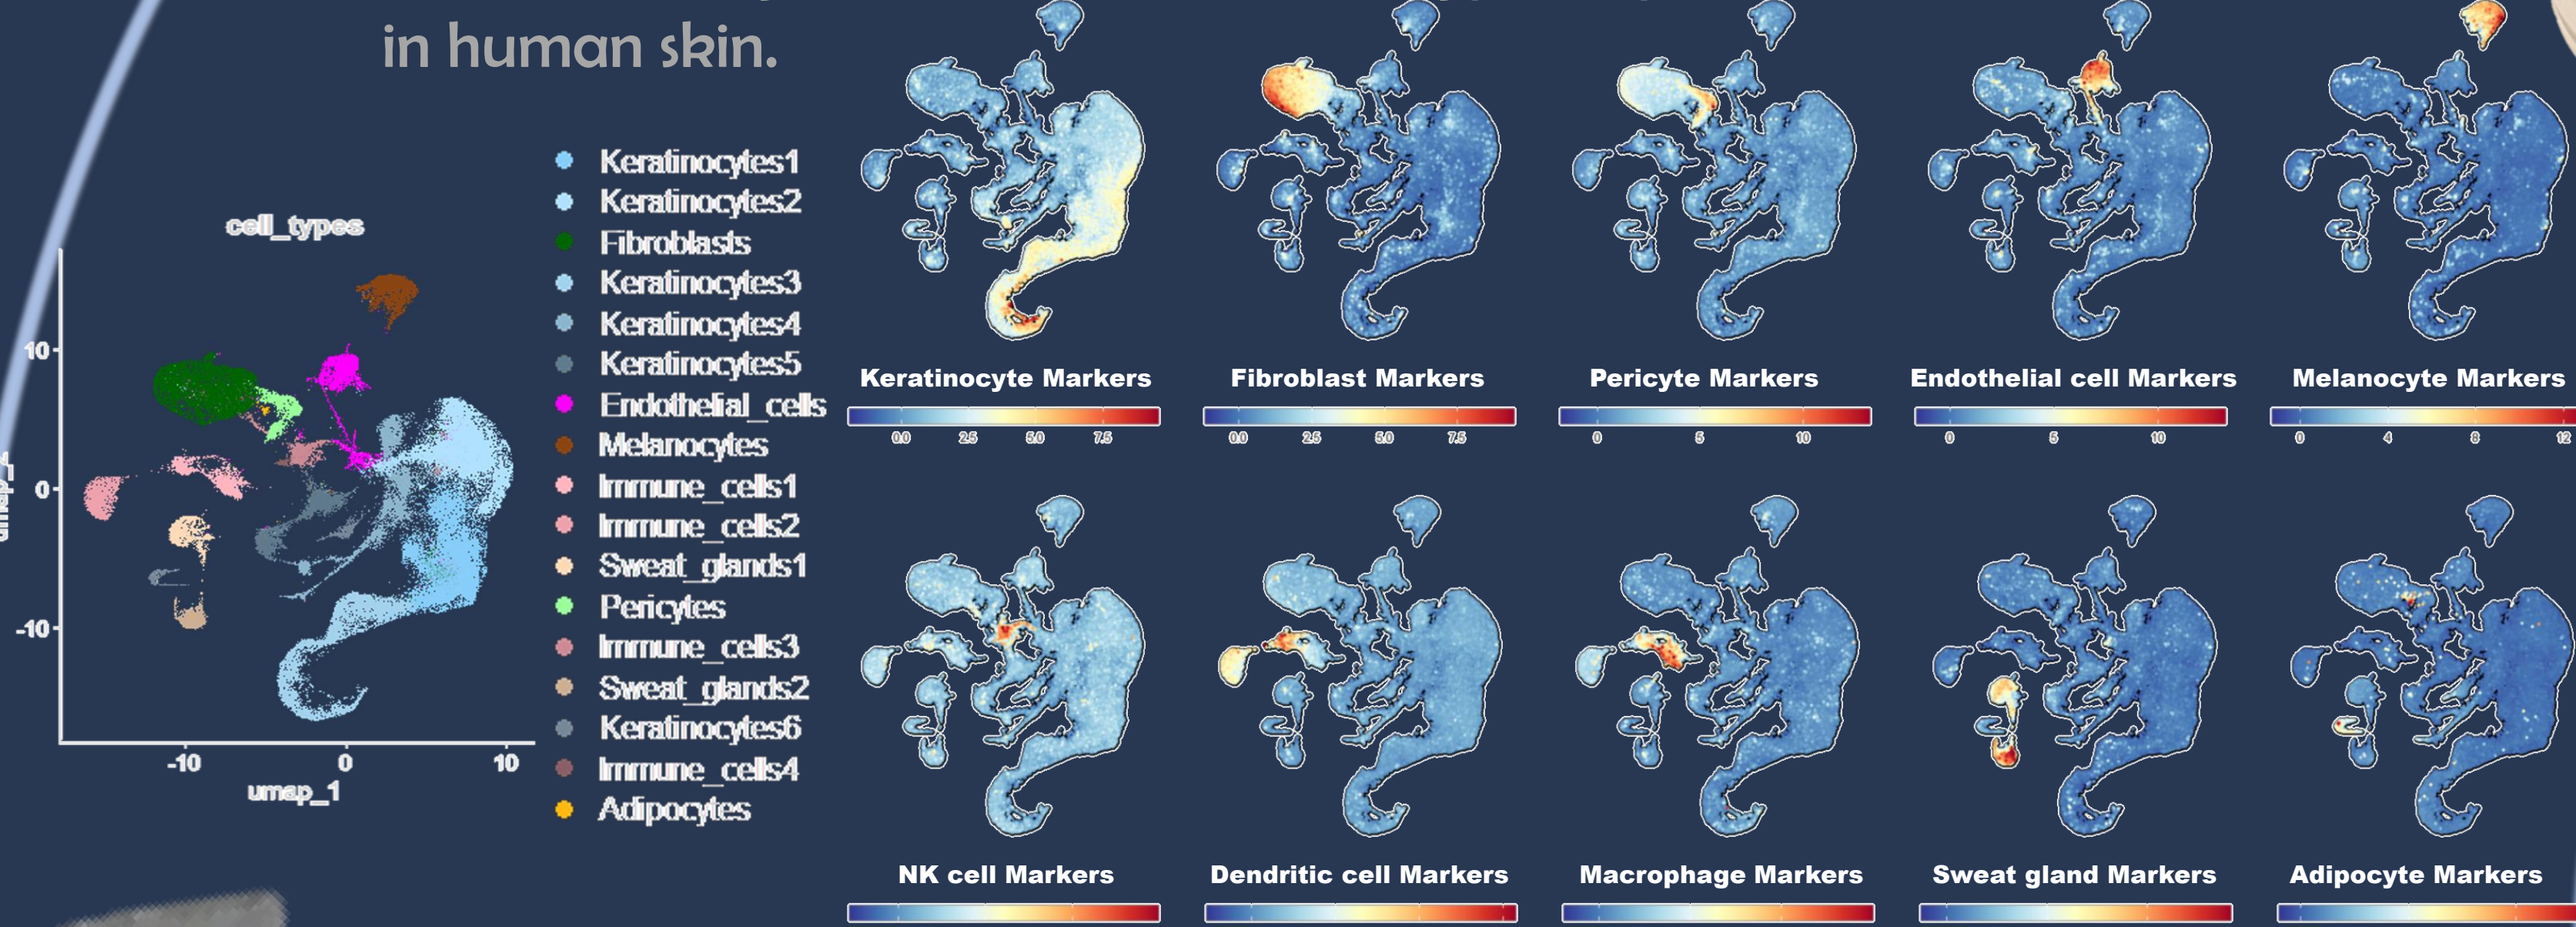 in human skin.
cell_types
10
0
-10
-10
0
10
umap_1
Keratinocytes1
Keratinocytes2
Fibroblasts
Keratinocytes3
Keratinocytes4
Keratinocytes5
Endothelial_cells
Melanocytes
Immune_cells1
Immune_cells2
Sweat_glands1
Pericytes
Immune_cells3
Sweat_glands2
Keratinocytes6
Immune_cells4
Adipocytes
Keratinocyte Markers
0.0 2.5 5.0 7.5
Fibroblast Markers
0.0 2.5 5.0 7.5
Pericyte Markers
0 5 10
Endothelial cell Markers
0 5 10
Melanocyte Markers
0 4 8 12
NK cell Markers
Dendritic cell Markers
Macrophage Markers
Sweat gland Markers
Adipocyte Markers